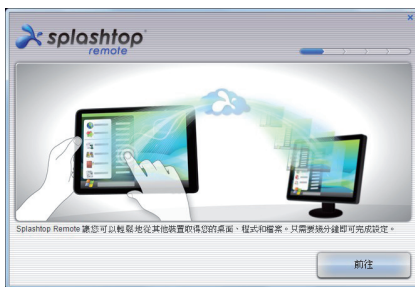 splashtop
remote
Splashtop Remote 讓您可以輕鬆地從其他裝置取得您的桌面、程式和檔案。只需要幾分鐘即可完成設定。
前往